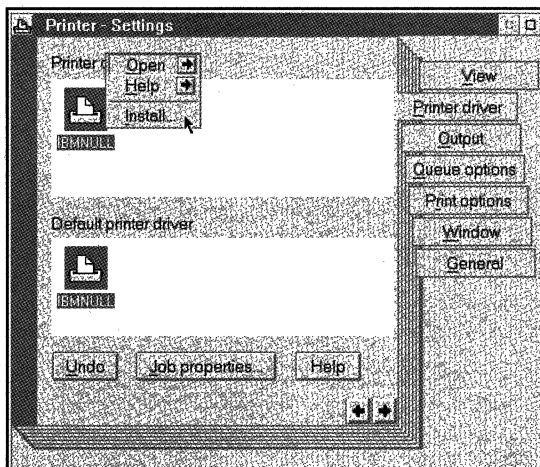 Printer - Settings
Printer d
Open
Help
Install...
IBMNULL
Default printer driver
IBMNULL
Undo
Job properties...
Help
View
Printer driver
Output
Queue options
Print options
Window
General